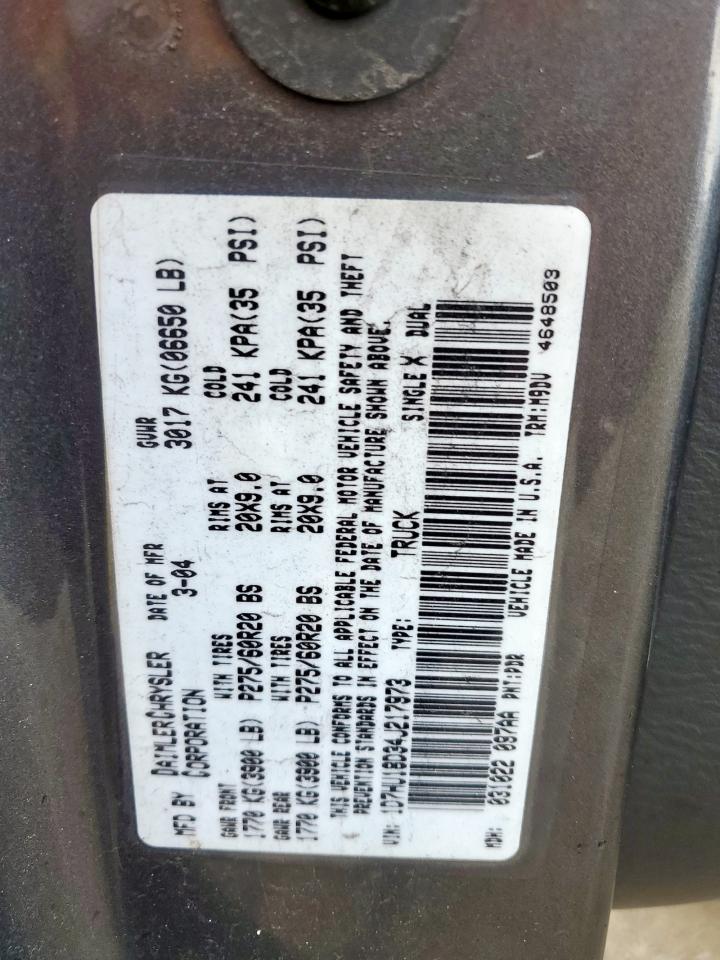 MFD BY DAIMLERCHRYSLER CORPORATION DATE OF MFR 3-04 GVWR 3017 KG(06650 LB)
GAWR FRONT WITH TIRES RIMS AT COLD
1770 KG(3900 LB) P275/60R20 BS 20X9.0 241 KPA(35 PSI)
GAWR REAR WITH TIRES RIMS AT COLD
1770 KG(3900 LB) P275/60R20 BS 20X9.0 241 KPA(35 PSI)
THIS VEHICLE CONFORMS TO ALL APPLICABLE FEDERAL MOTOR VEHICLE SAFETY AND THEFT
PREVENTION STANDARDS IN EFFECT ON THE DATE OF MANUFACTURE SHOWN ABOVE.
VIN: 1D7HU18D34J217973 TYPE: TRUCK SINGLE X DUAL
MDH: 031022 097AA PNT:PDR VEHICLE MADE IN U.S.A. TRM:M9DV 4648503